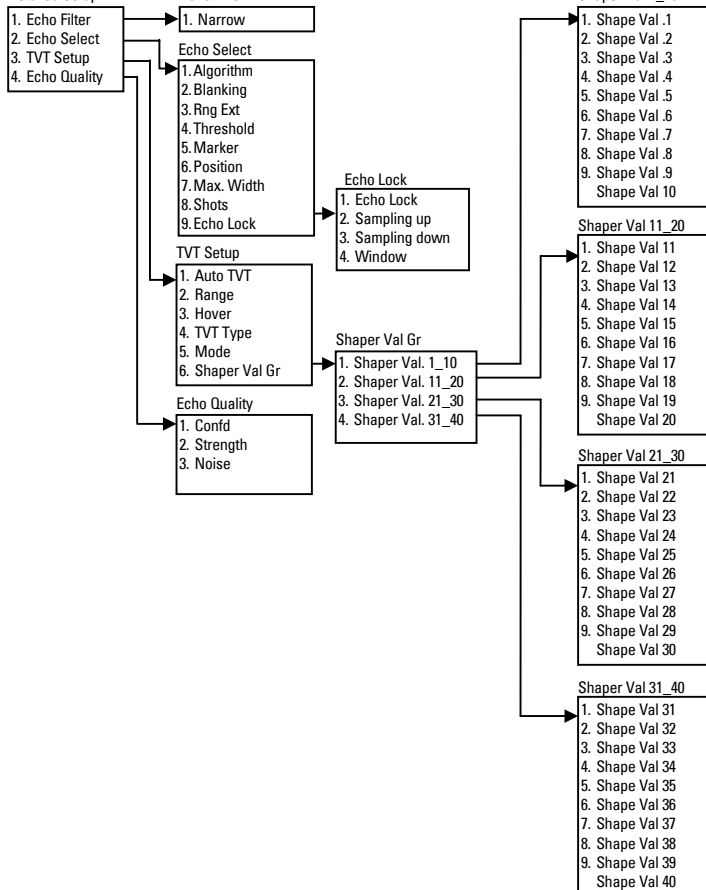 1. Echo Filter
2. Echo Select
3. TVT Setup
4. Echo Quality
1. Narrow
Echo Select
1.Algorithm
2.Blanking
3.Rng Ext
4.Threshold
5.Marker
6.Position
7.Max. Width
8.Shots
9.Echo Lock
Echo Lock
1. Echo Lock
2. Sampling up
3. Sampling down
4. Window
TVT Setup
1. Auto TVT
2. Range
3. Hover
4. TVT Type
5. Mode
6. Shaper Val Gr
Shaper Val Gr
1. Shaper Val. 1_10
2. Shaper Val. 11_20
3. Shaper Val. 21_30
4. Shaper Val. 31_40
Echo Quality
1. Confd
2. Strength
3. Noise
1. Shape Val .1
2. Shape Val .2
3. Shape Val .3
4. Shape Val .4
5. Shape Val .5
6. Shape Val .6
7. Shape Val .7
8. Shape Val .8
9. Shape Val .9
Shape Val 10
Shaper Val 11_20
1. Shape Val 11
2. Shape Val 12
3. Shape Val 13
4. Shape Val 14
5. Shape Val 15
6. Shape Val 16
7. Shape Val 17
8. Shape Val 18
9. Shape Val 19
Shape Val 20
Shaper Val 21_30
1. Shape Val 21
2. Shape Val 22
3. Shape Val 23
4. Shape Val 24
5. Shape Val 25
6. Shape Val 26
7. Shape Val 27
8. Shape Val 28
9. Shape Val 29
Shape Val 30
Shaper Val 31_40
1. Shape Val 31
2. Shape Val 32
3. Shape Val 33
4. Shape Val 34
5. Shape Val 35
6. Shape Val 36
7. Shape Val 37
8. Shape Val 38
9. Shape Val 39
Shape Val 40